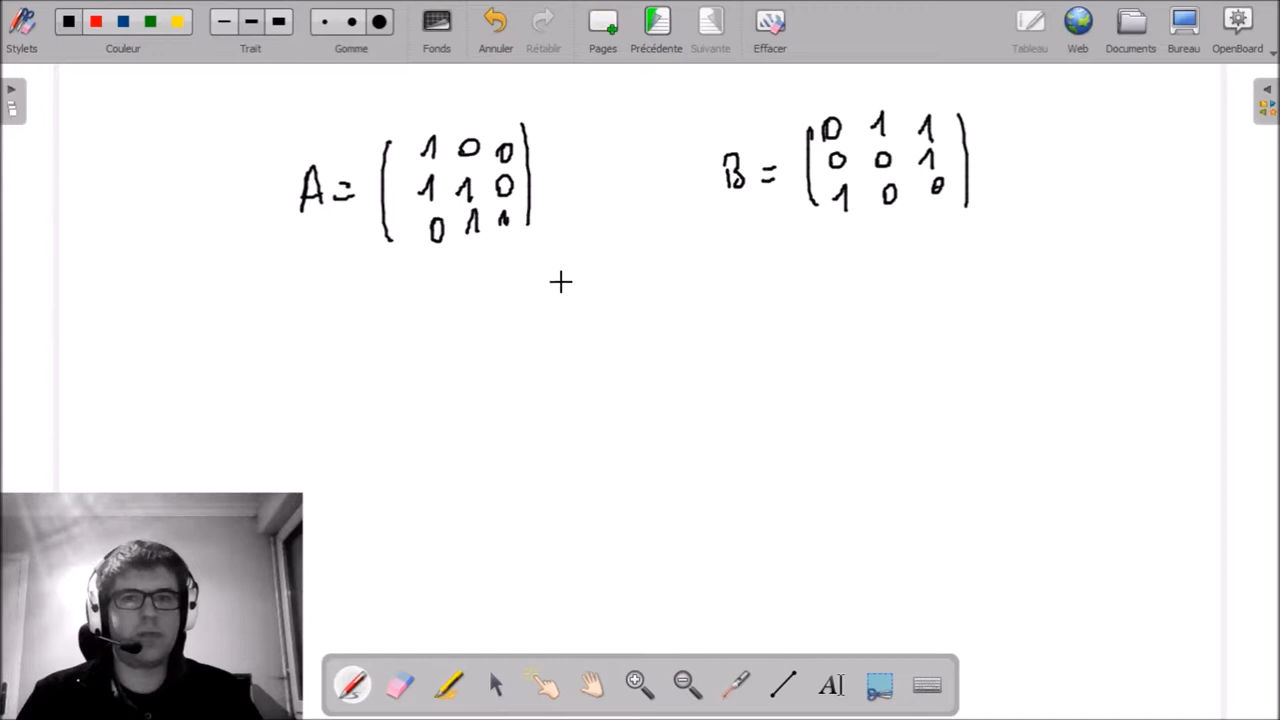 Stylets Couleur Trait Gomme Fonds Annuler Rétablir Pages Précédente Suivante Effacer Tableau Web Documents Bureau OpenBoard
A = ( 1 0 0 )
( 1 1 0 )
( 0 1 1 )
B = ( 0 1 1 )
( 0 0 1 )
( 1 0 0 )
AI